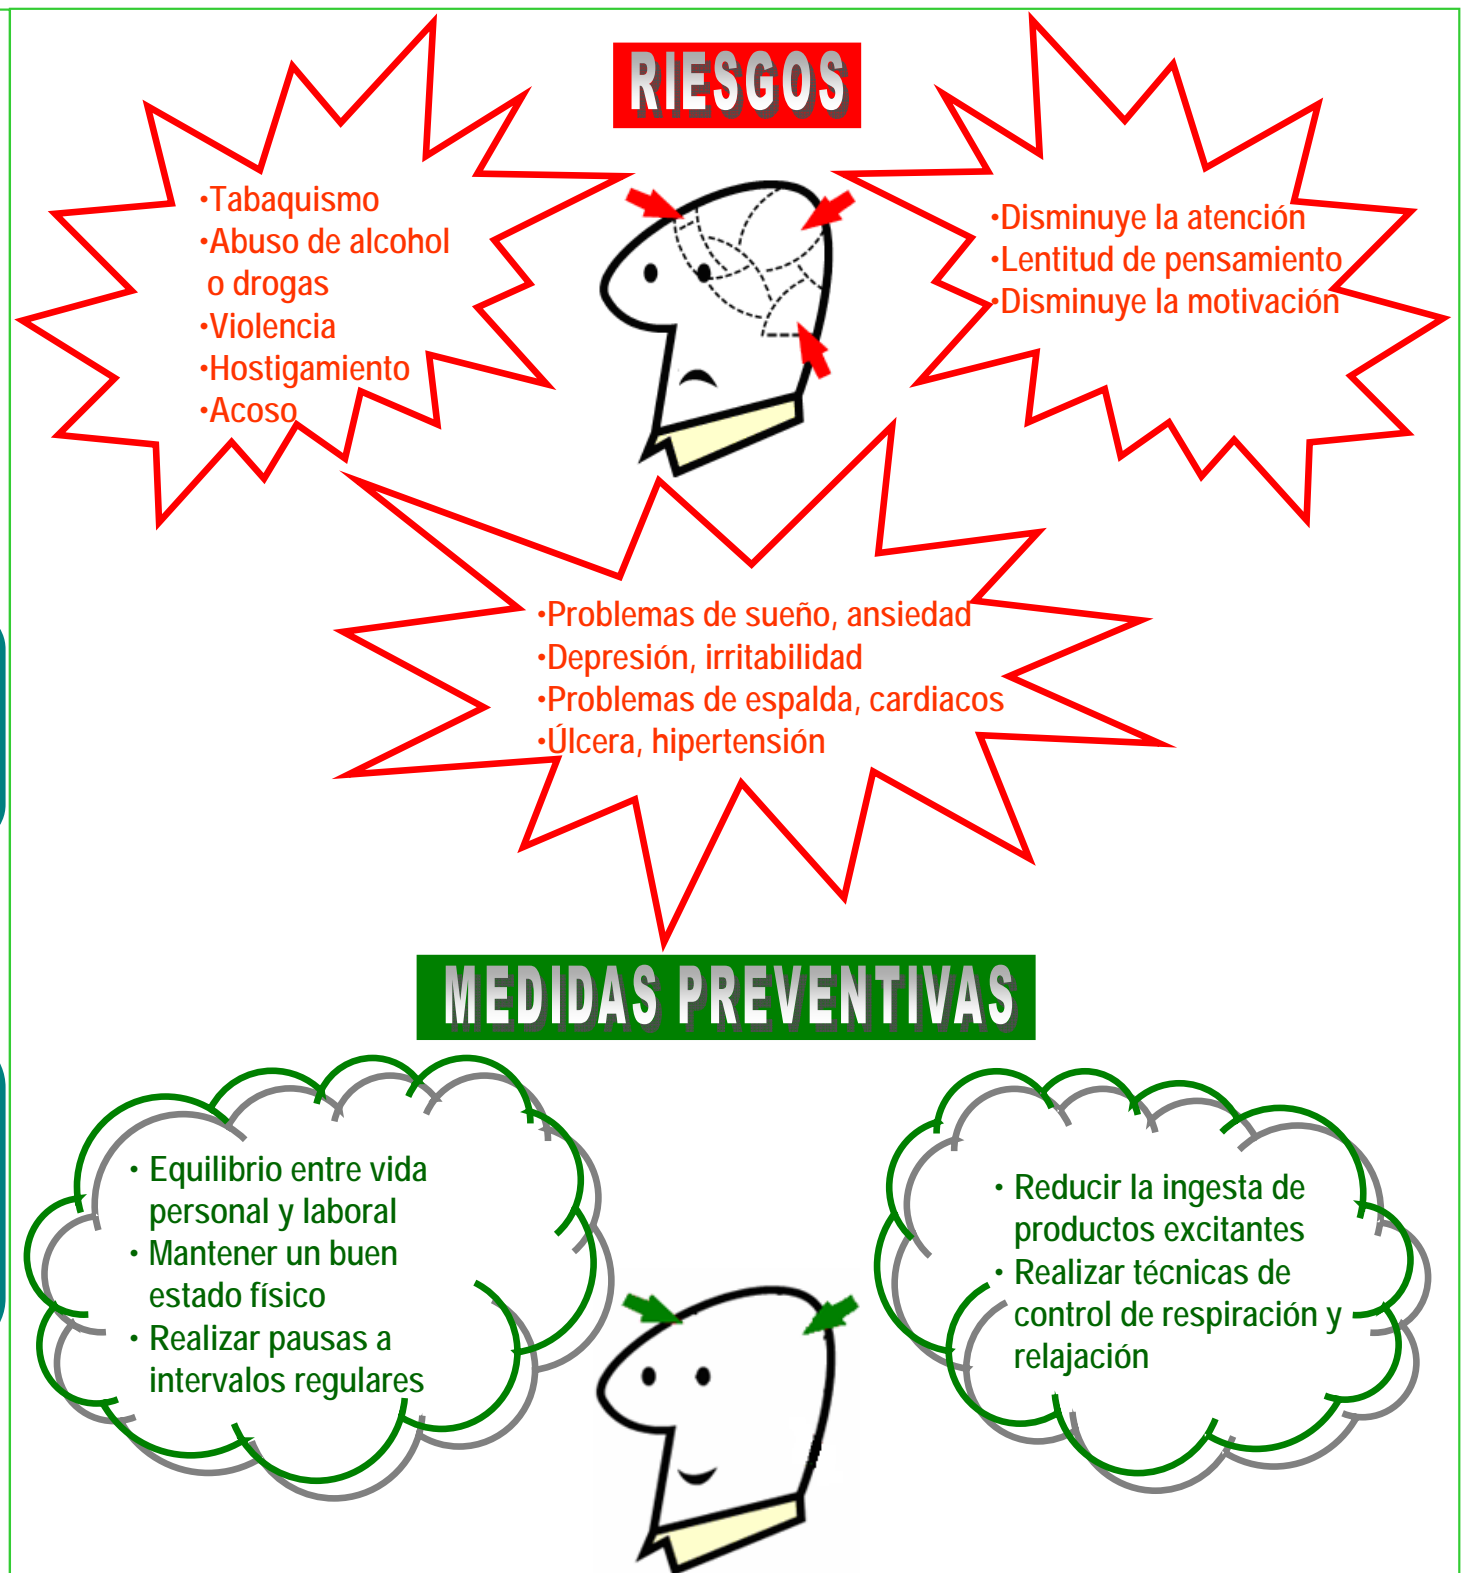 RIESGOS
•Tabaquismo
•Abuso de alcohol
o drogas
•Violencia
•Hostigamiento
•Acoso
•Disminuye la atención
•Lentitud de pensamiento
•Disminuye la motivación
•Problemas de sueño, ansiedad
•Depresión, irritabilidad
•Problemas de espalda, cardiacos
•Úlcera, hipertensión
MEDIDAS PREVENTIVAS
• Equilibrio entre vida
personal y laboral
• Mantener un buen
estado físico
• Realizar pausas a
intervalos regulares
• Reducir la ingesta de
productos excitantes
• Realizar técnicas de
control de respiración y
relajación